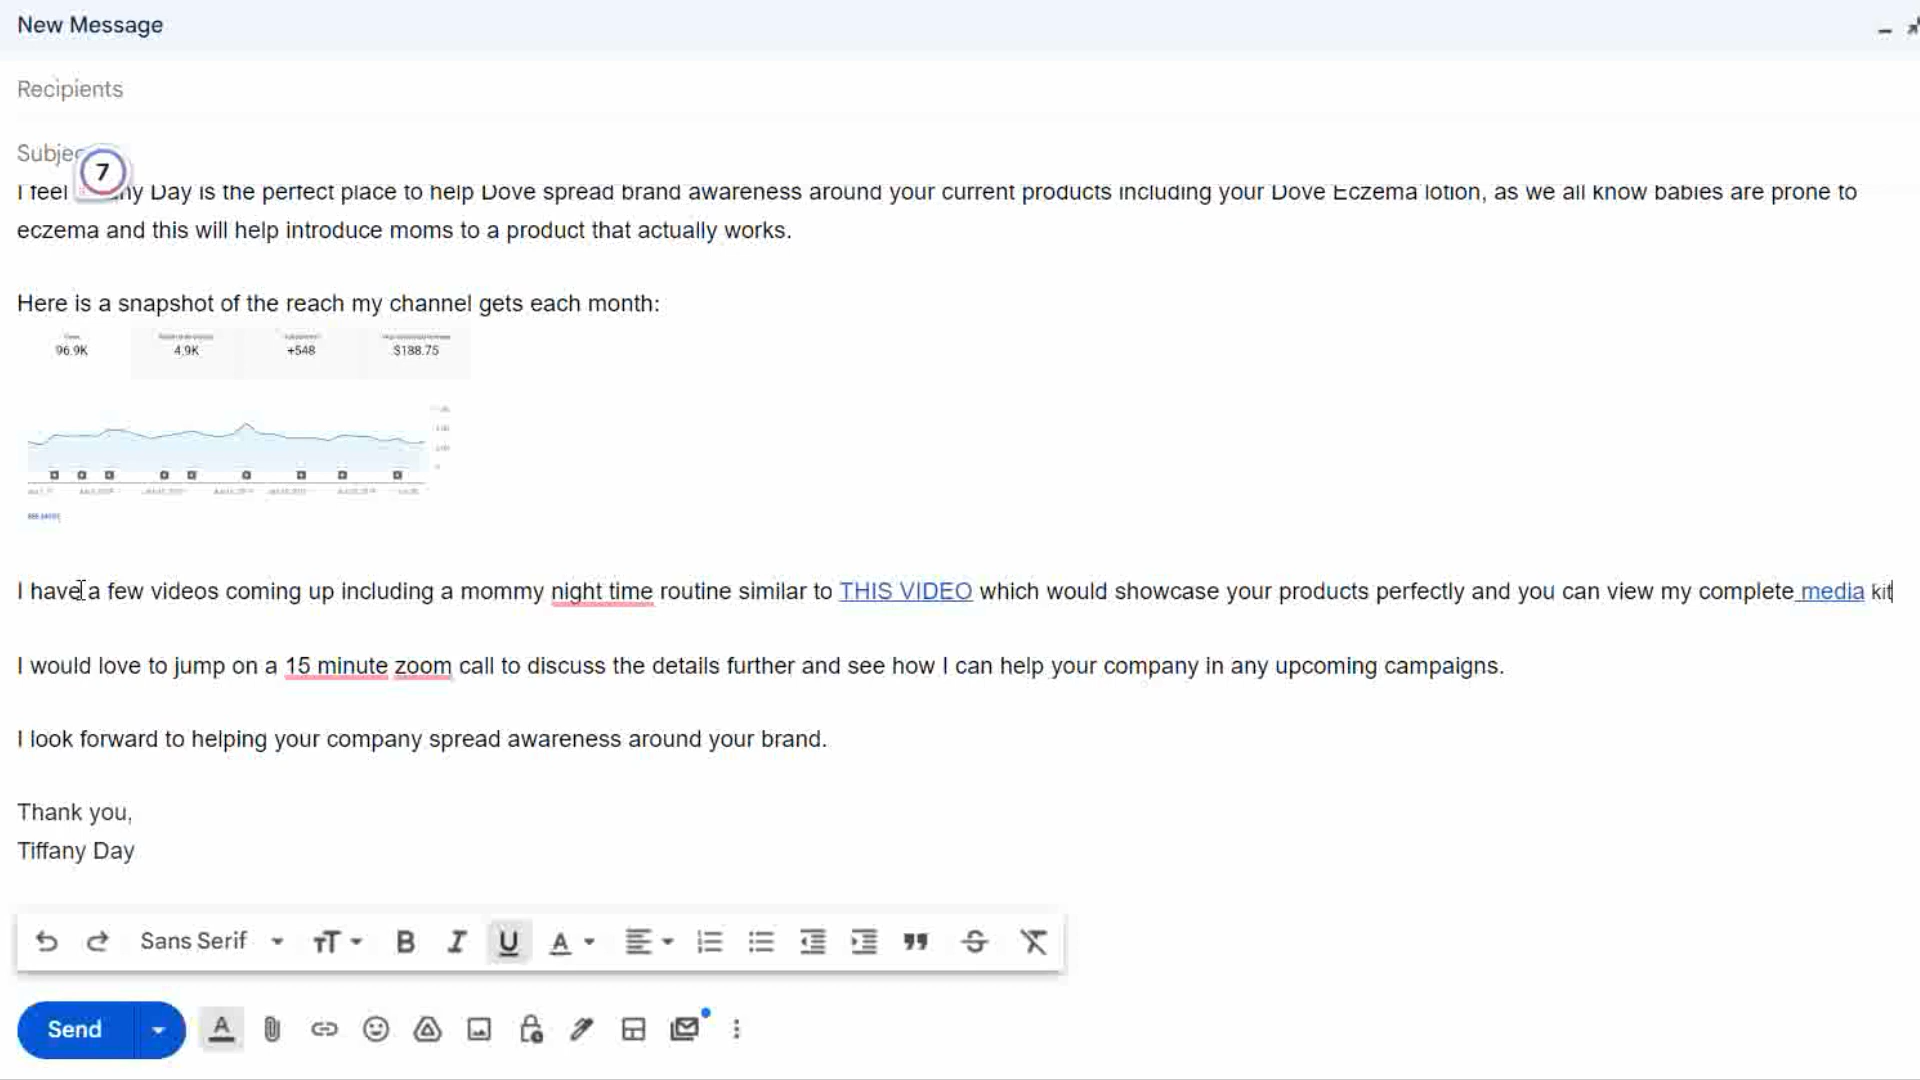 New Message
Recipients
Subjec
7
I feel ny Day is the perfect place to help Dove spread brand awareness around your current products including your Dove Eczema lotion, as we all know babies are prone to
eczema and this will help introduce moms to a product that actually works.
Here is a snapshot of the reach my channel gets each month:
96.9K 4.9K +548 $188.75
I have a few videos coming up including a mommy night time routine similar to THIS VIDEO which would showcase your products perfectly and you can view my complete media kit
I would love to jump on a 15 minute zoom call to discuss the details further and see how I can help your company in any upcoming campaigns.
I look forward to helping your company spread awareness around your brand.
Thank you,
Tiffany Day
Sans Serif
Send